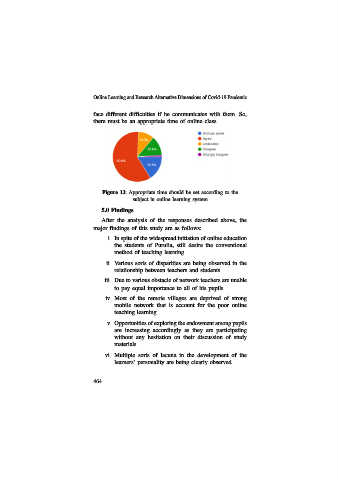 Online Learning and Research Alternative Dimensions of Covid-19 Pandemic
face different difficulties if he communicates with them. So,
there must be an appropriate time of online class.
Strongly agree
Agree
Undecided
Disagree
Strongly disagree
Figure 12: Appropriate time should be set according to the
subject in online learning system
5.0 Findings
After the analysis of the responses described above, the
major findings of this study are as follows:
i In spite of the widespread initiation of online education
the students of Purulia, still desire the conventional
method of teaching learning
ii Various sorts of disparities are being observed in the
relationship between teachers and students
iii Due to various obstacle of network teachers are unable
to pay equal importance to all of his pupils
iv Most of the remote villages are deprived of strong
mobile network that is account for the poor online
teaching learning
v Opportunities of exploring the endowment among pupils
are increasing accordingly as they are participating
without any hesitation on their discussion of study
materials
vi Multiple sorts of lacuna in the development of the
learners' personality are being clearly observed
464